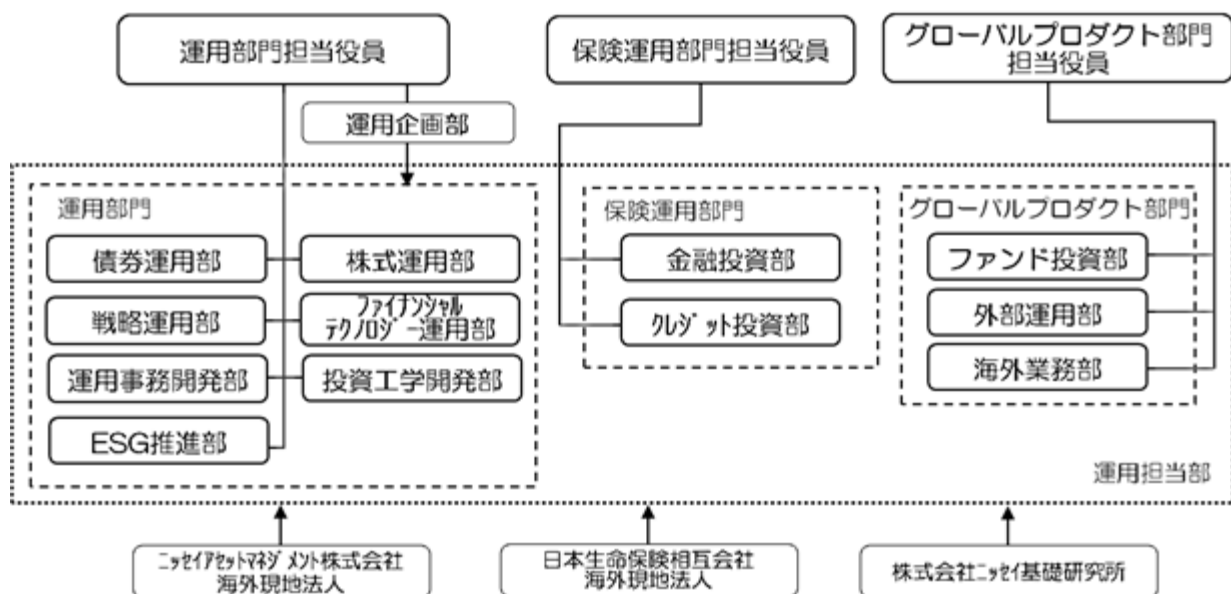 運用部門担当役員
保険運用部門担当役員
グローバルプロダクト部門
担当役員
運用企画部
運用部門
債券運用部
株式運用部
戦略運用部
ファイナンシャル
テクノロジー運用部
運用事務開発部
投資工学開発部
ESG推進部
保険運用部門
金融投資部
クレジット投資部
グローバルプロダクト部門
ファンド投資部
外部運用部
海外業務部
運用担当部
ニッセイアセットマネジメント株式会社
海外現地法人
日本生命保険相互会社
海外現地法人
株式会社ニッセイ基礎研究所